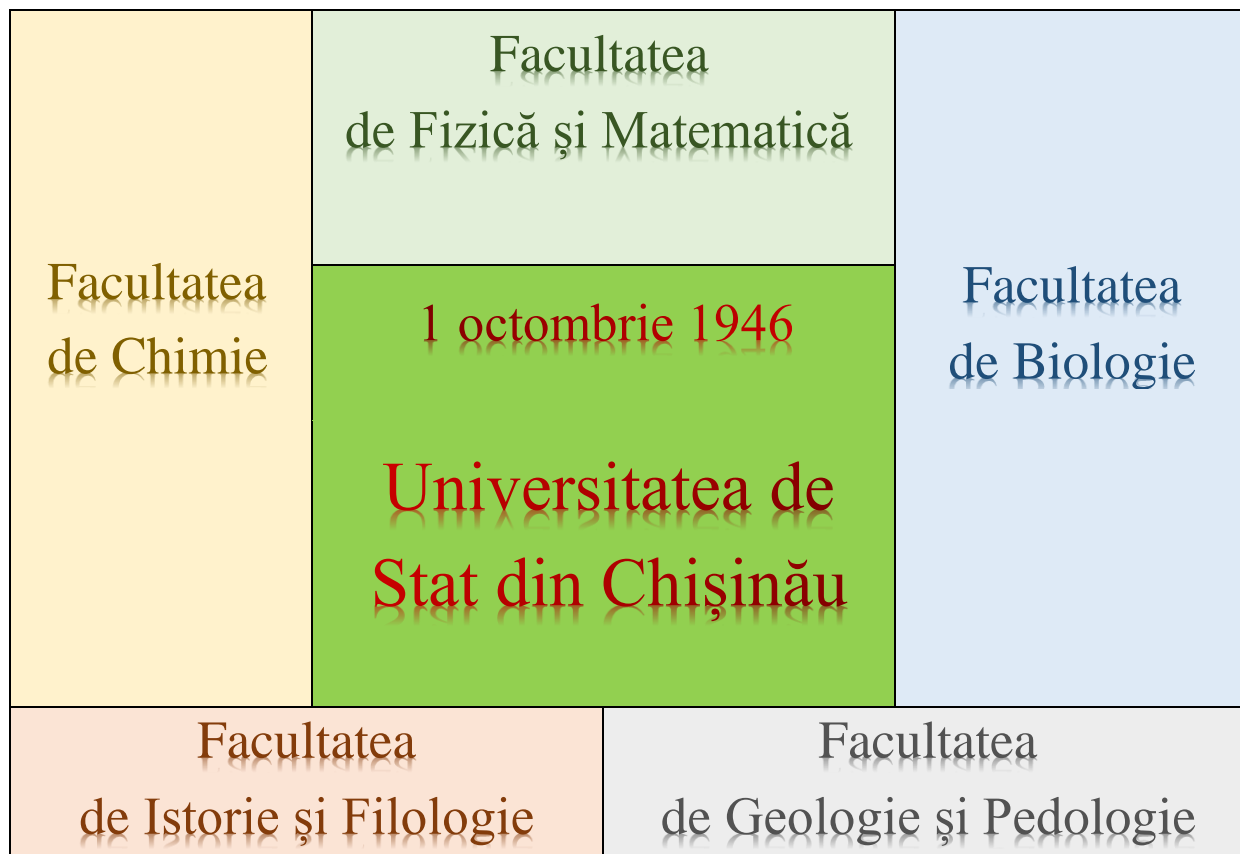 Facultatea
de Fizică și Matematică
Facultatea
de Chimie
1 octombrie 1946
Universitatea de
Stat din Chișinău
Facultatea
de Biologie
Facultatea
de Istorie și Filologie
Facultatea
de Geologie și Pedologie